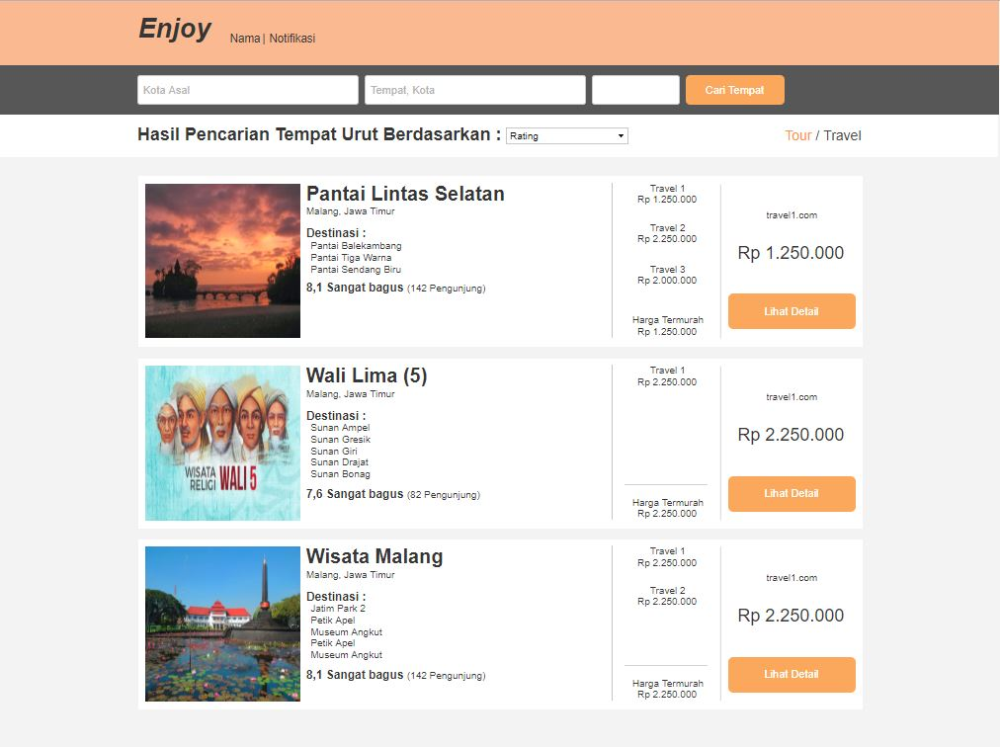 Enjoy
Nama | Notifikasi
Kota Asal
Tempat, Kota
Cari Tempat
Hasil Pencarian Tempat Urut Berdasarkan :
Rating
Tour / Travel
Pantai Lintas Selatan
Malang, Jawa Timur
Destinasi :
Pantai Balekambang
Pantai Tiga Warna
Pantai Sendang Biru
8,1 Sangat bagus (142 Pengunjung)
Travel 1
Rp 1.250.000
Travel 2
Rp 2.250.000
Travel 3
Rp 2.000.000
Harga Termurah
Rp 1.250.000
travel1.com
Rp 1.250.000
Lihat Detail
WISATA
RELIGI WALI 5
Wali Lima (5)
Malang, Jawa Timur
Destinasi :
Sunan Ampel
Sunan Gresik
Sunan Giri
Sunan Drajat
Sunan Bonag
7,6 Sangat bagus (82 Pengunjung)
Travel 1
Rp 2.250.000
Harga Termurah
Rp 2.250.000
travel1.com
Rp 2.250.000
Lihat Detail
Wisata Malang
Malang, Jawa Timur
Destinasi :
Jatim Park 2
Petik Apel
Museum Angkut
Petik Apel
Museum Angkut
8,1 Sangat bagus (142 Pengunjung)
Travel 1
Rp 2.250.000
Travel 2
Rp 2.250.000
Harga Termurah
Rp 2.250.000
travel1.com
Rp 2.250.000
Lihat Detail